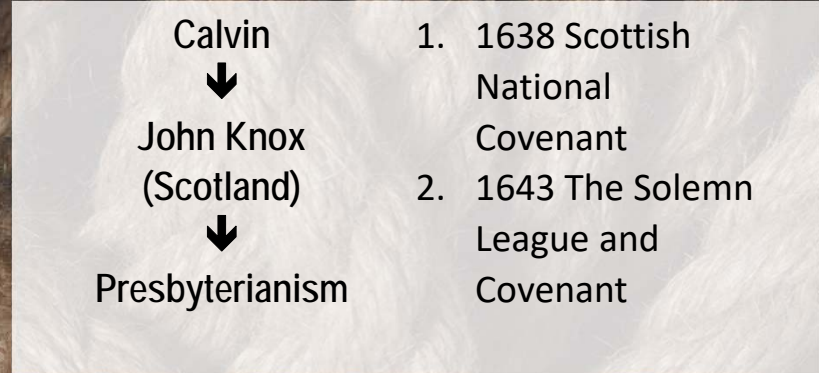 Calvin
🡻
John Knox
(Scotland)
🡻
Presbyterianism
1. 1638 Scottish
National
Covenant
2. 1643 The Solemn
League and
Covenant